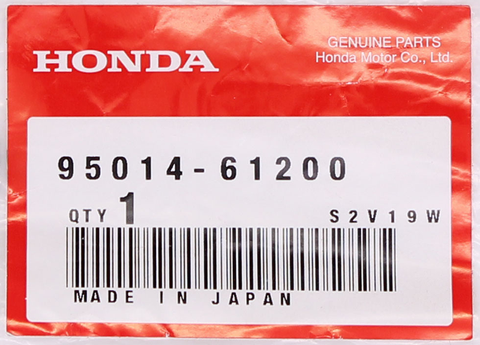 GENUINE PARTS
HONDA
Honda Motor Co., Ltd.
95014-61200
QTY 1
S2V19W
MADE IN JAPAN